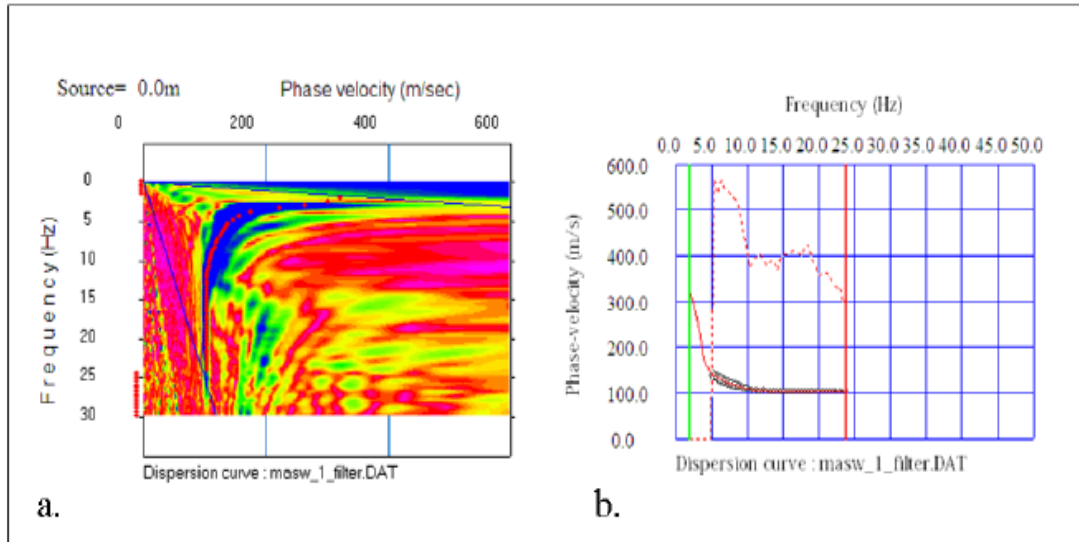 Source= 0.0m
Phase velocity (m/sec)
0 200 400 600
0
5
10
15
20
25
30
Frequency (Hz)
Dispersion curve : masw_1_filter.DAT
a.
Frequency (Hz)
0.0 5.0 10.0 15.0 20.0 25.0 30.0 35.0 40.0 45.0 50.0
600.0
500.0
400.0
300.0
200.0
100.0
0.0
Phase-velocity (m/s)
Dispersion curve : masw_1_filter.DAT
b.